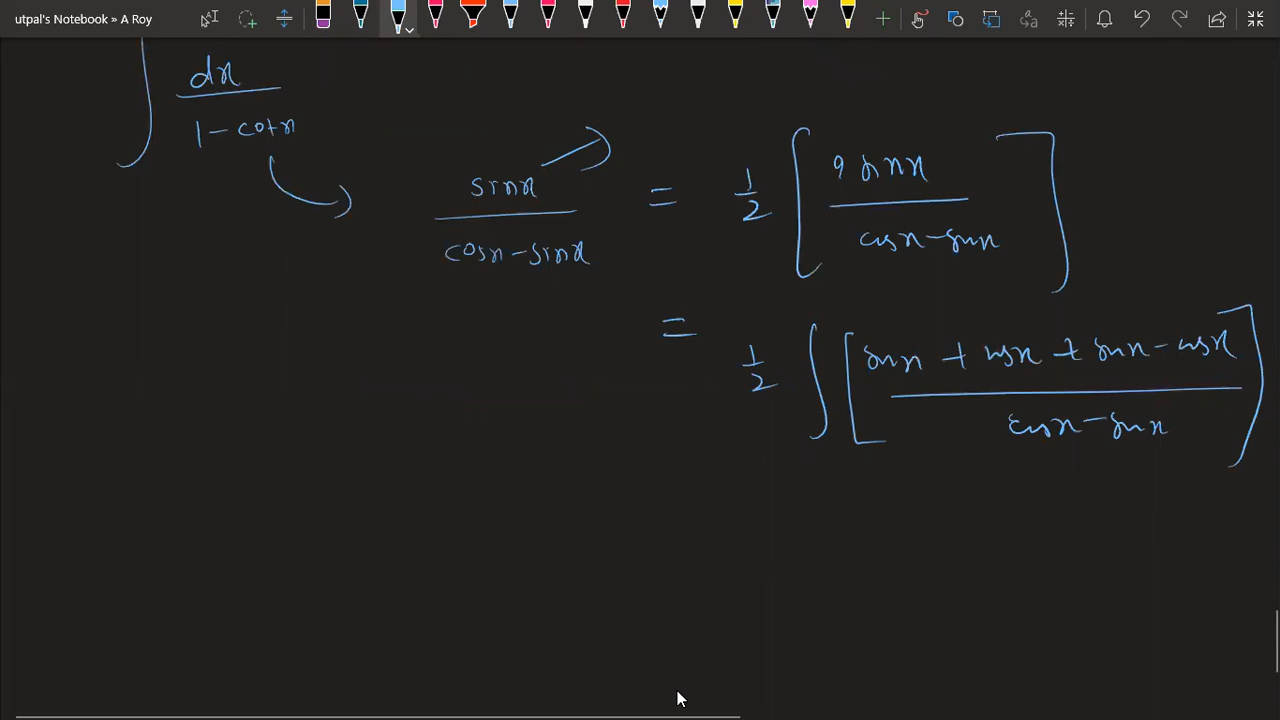 utpal's Notebook » A Roy
∫ dx / (1 - cotx)
sinx / (cosx - sinx) = 1/2 [ 2 sinx / (cosx - sinx) ]
= 1/2 ∫ [ (sinx + cosx + sinx - cosx) / (cosx - sinx) ]